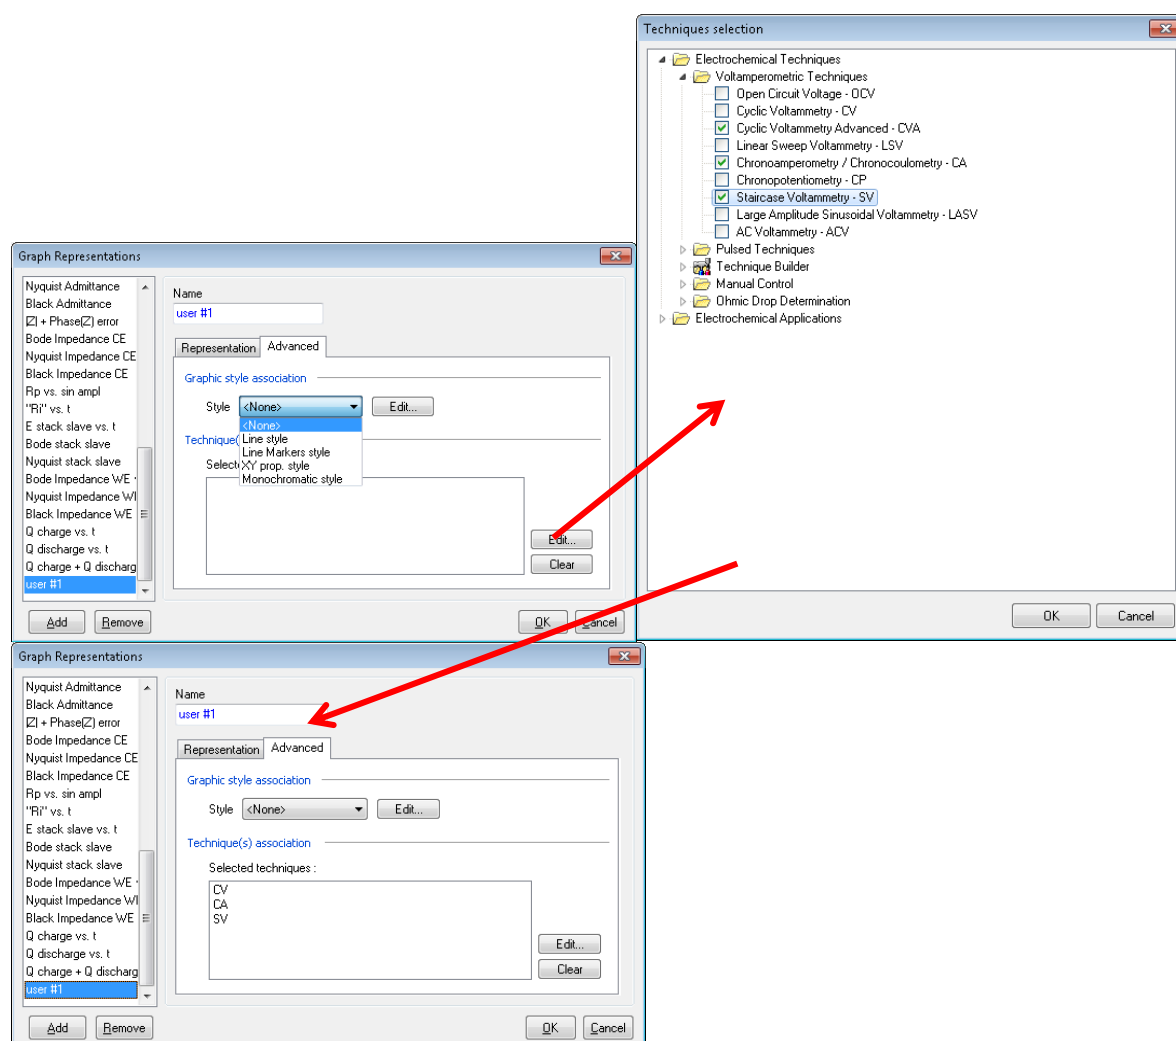 Techniques selection
Electrochemical Techniques
Voltamperometric Techniques
Open Circuit Voltage - OCV
Cyclic Voltammetry - CV
Cyclic Voltammetry Advanced - CVA
Linear Sweep Voltammetry - LSV
Chronoamperometry / Chronocoulometry - CA
Chronopotentiometry - CP
Staircase Voltammetry - SV
Large Amplitude Sinusoidal Voltammetry - LASV
AC Voltammetry - ACV
Pulsed Techniques
Technique Builder
Manual Control
Ohmic Drop Determination
Electrochemical Applications
OK Cancel
Graph Representations
Nyquist Admittance
Black Admittance
|Z| + Phase(Z) error
Bode Impedance CE
Nyquist Impedance CE
Black Impedance CE
Rp vs. sin ampl
"Ri" vs. t
E stack slave vs. t
Bode stack slave
Nyquist stack slave
Bode Impedance WE
Nyquist Impedance WI
Black Impedance WE
Q charge vs. t
Q discharge vs. t
Q charge + Q discharg
user #1
Add Remove
Name
user #1
Representation Advanced
Graphic style association
Style <None> Edit...
<None>
Line style
Line Markers style
XY prop. style
Monochromatic style
Technique(
Select
Edit...
Clear
OK Cancel
Graph Representations
Nyquist Admittance
Black Admittance
|Z| + Phase(Z) error
Bode Impedance CE
Nyquist Impedance CE
Black Impedance CE
Rp vs. sin ampl
"Ri" vs. t
E stack slave vs. t
Bode stack slave
Nyquist stack slave
Bode Impedance WE
Nyquist Impedance WI
Black Impedance WE
Q charge vs. t
Q discharge vs. t
Q charge + Q discharg
user #1
Add Remove
Name
user #1
Representation Advanced
Graphic style association
Style <None> Edit...
Technique(s) association
Selected techniques :
CV
CA
SV
Edit...
Clear
OK Cancel